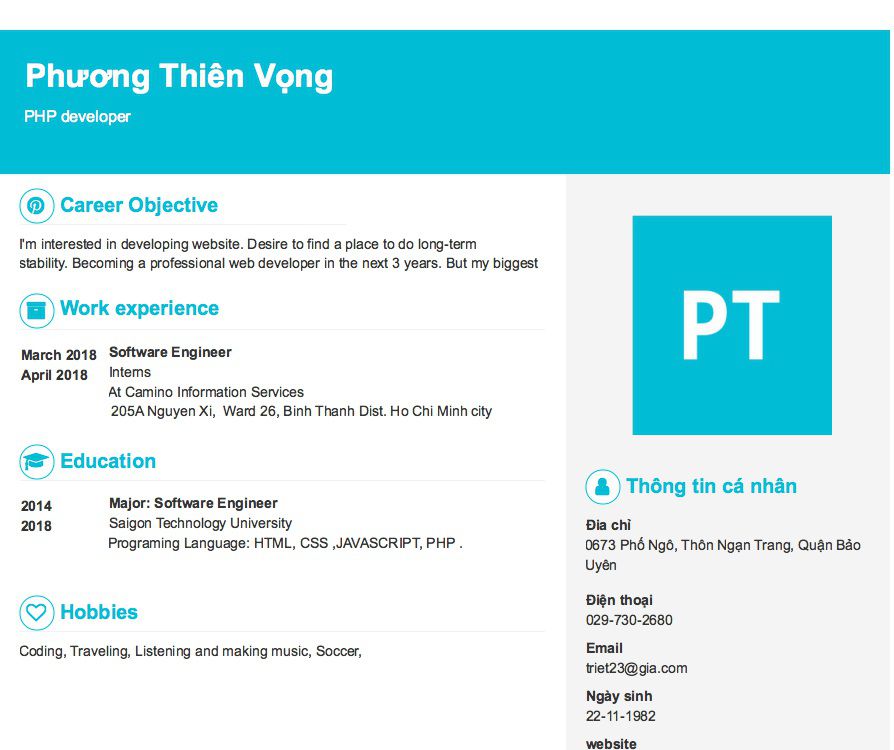 Phương Thiên Vọng
PHP developer
Career Objective
I'm interested in developing website. Desire to find a place to do long-term
stability. Becoming a professional web developer in the next 3 years. But my biggest
Work experience
March 2018
April 2018
Software Engineer
Interns
At Camino Information Services
205A Nguyen Xi, Ward 26, Binh Thanh Dist. Ho Chi Minh city
Education
2014
2018
Major: Software Engineer
Saigon Technology University
Programing Language: HTML, CSS ,JAVASCRIPT, PHP .
Hobbies
Coding, Traveling, Listening and making music, Soccer,
PT
Thông tin cá nhân
Địa chỉ
0673 Phố Ngô, Thôn Ngạn Trang, Quận Bảo
Uyên
Điện thoại
029-730-2680
Email
triet23@gia.com
Ngày sinh
22-11-1982
website